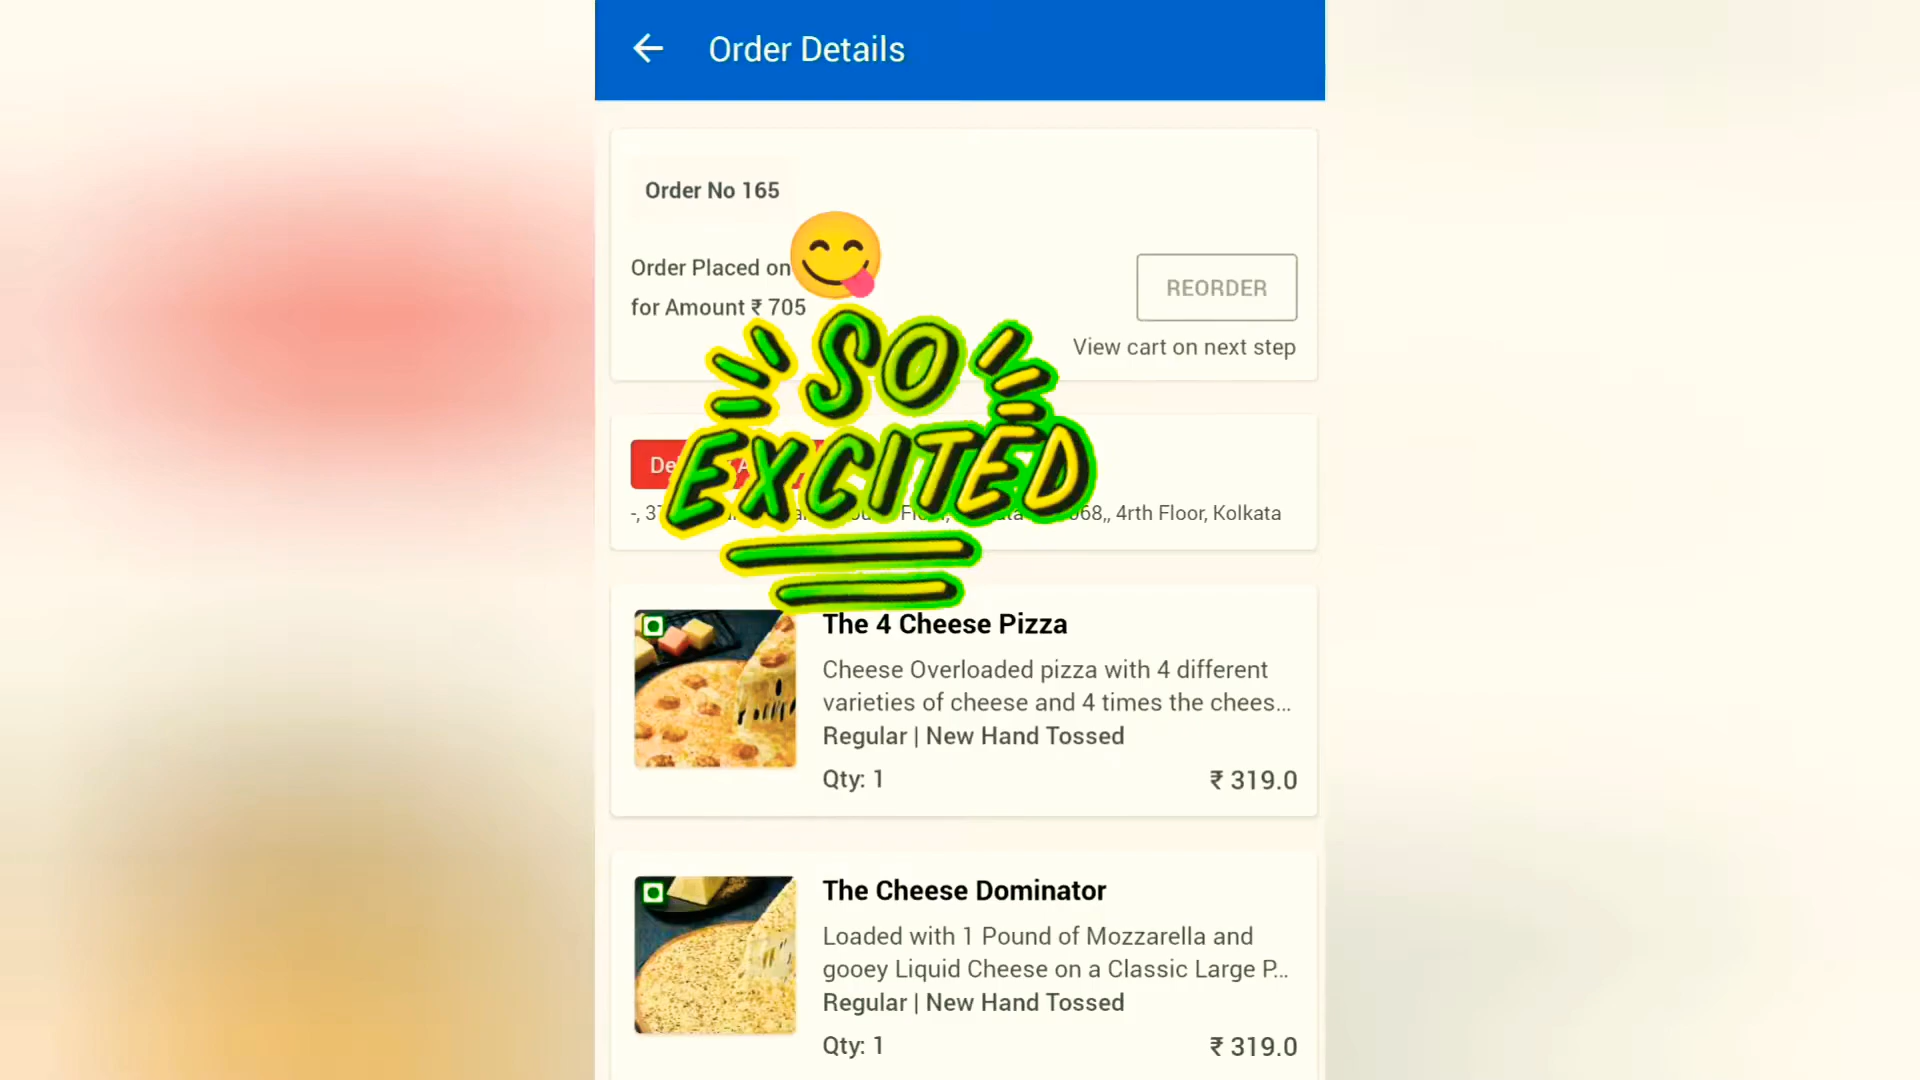 Order Details
Order No 165
Order Placed on
for Amount ₹ 705
REORDER
View cart on next step
SO
EXCITED
4rth Floor, Kolkata
The 4 Cheese Pizza
Cheese Overloaded pizza with 4 different
varieties of cheese and 4 times the chees...
Regular | New Hand Tossed
Qty: 1
₹ 319.0
The Cheese Dominator
Loaded with 1 Pound of Mozzarella and
gooey Liquid Cheese on a Classic Large P...
Regular | New Hand Tossed
Qty: 1
₹ 319.0